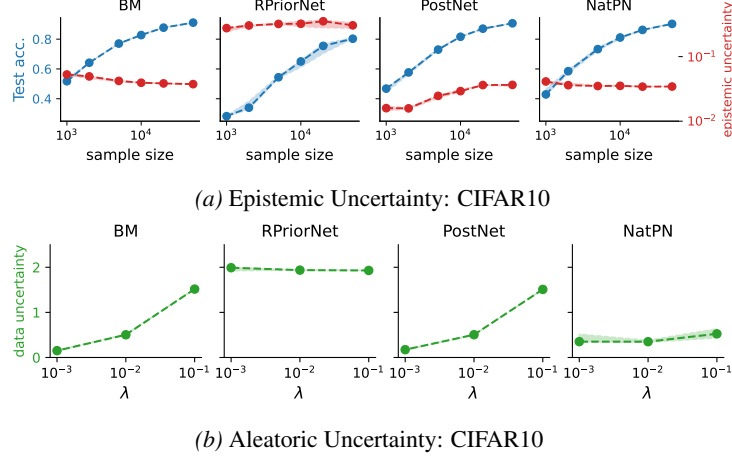 BM RPriorNet PostNet NatPN
Test acc.
0.8
0.6
0.4
10³ 10⁴ 10³ 10⁴ 10³ 10⁴ 10³ 10⁴
sample size sample size sample size sample size
10⁻¹
10⁻²
epistemic uncertainty
(a) Epistemic Uncertainty: CIFAR10
BM RPriorNet PostNet NatPN
data uncertainty
2
1
0
10⁻³ 10⁻² 10⁻¹ 10⁻³ 10⁻² 10⁻¹ 10⁻³ 10⁻² 10⁻¹ 10⁻³ 10⁻² 10⁻¹
λ λ λ λ
(b) Aleatoric Uncertainty: CIFAR10